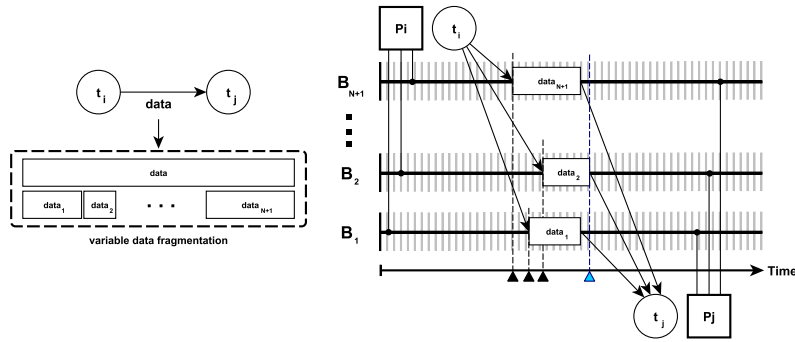 t i
t j
data
data
data 1
data 2
. . .
data N+1
variable data fragmentation
Pi
t i
B N+1
data N+1
B 2
data 2
B 1
data 1
Time
t j
Pj